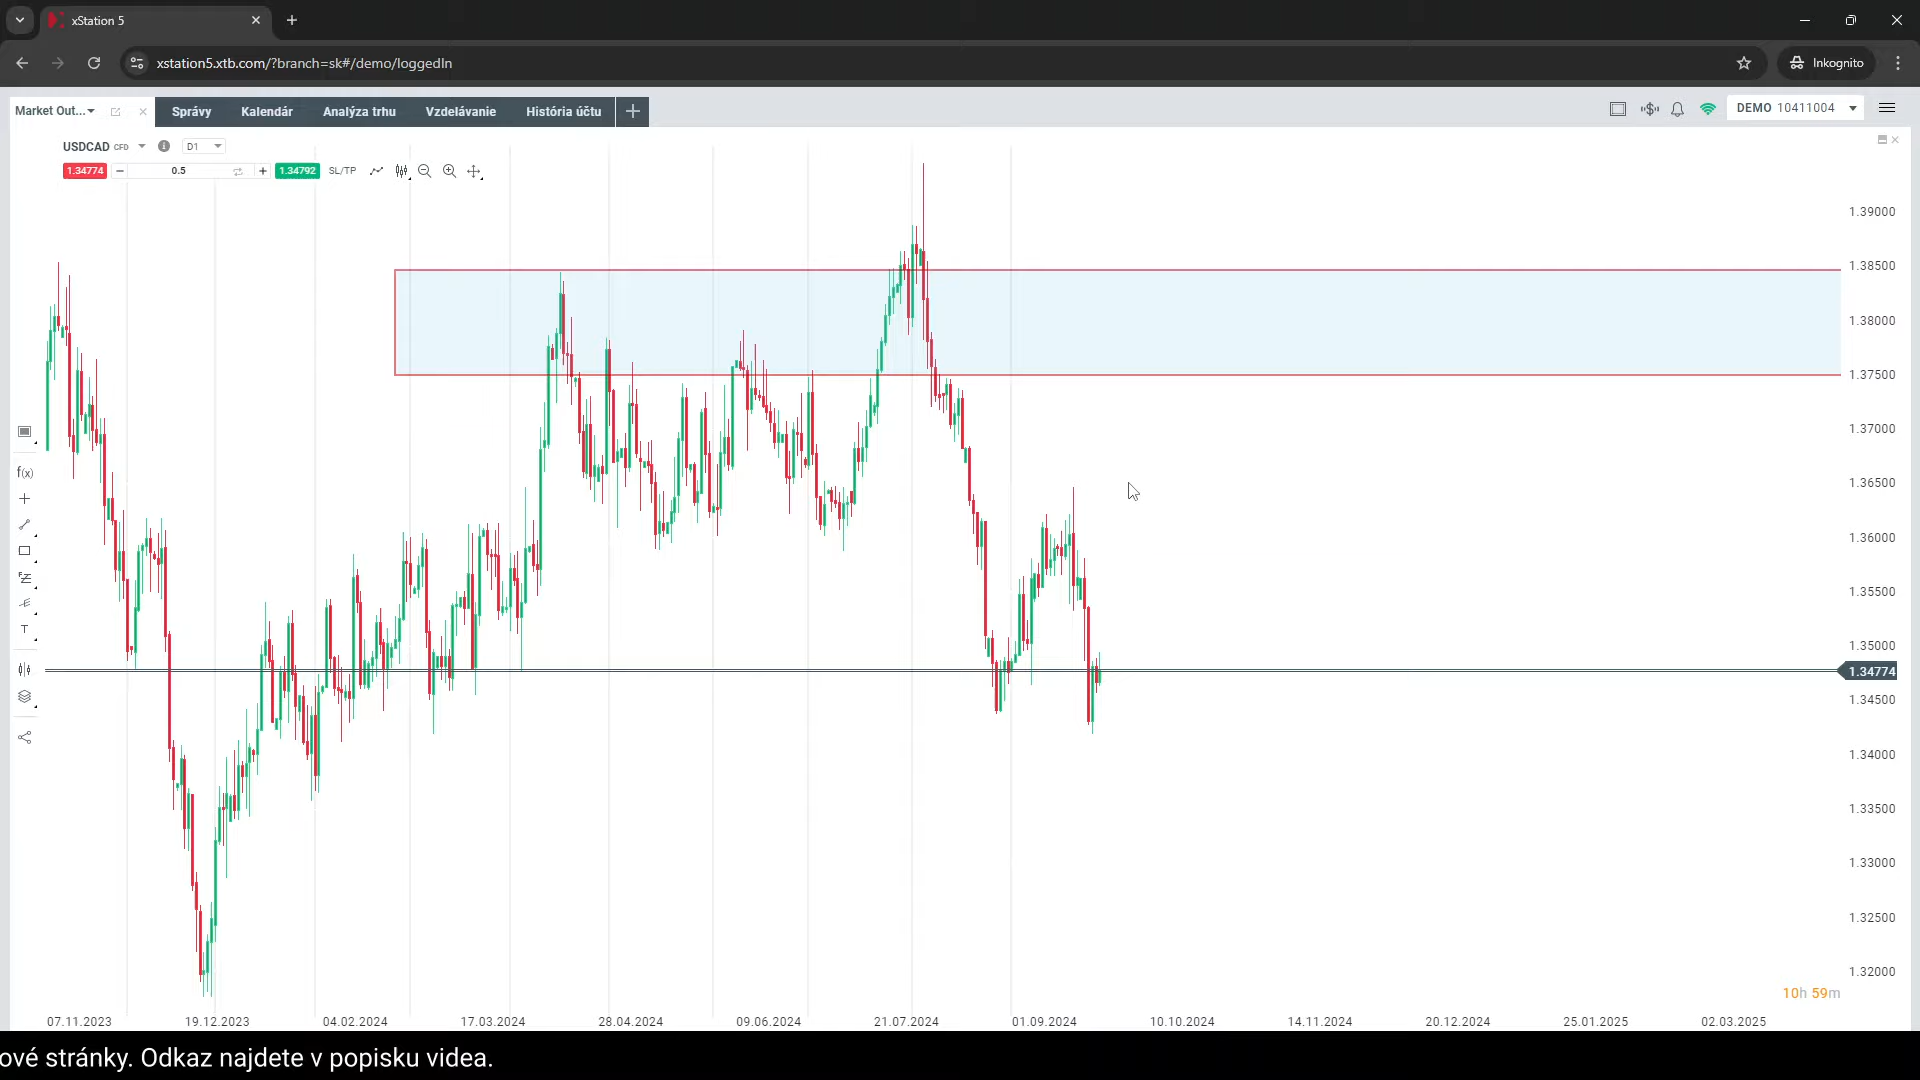 xStation 5
xstation5.xtb.com/?branch=sk#/demo/loggedIn
Inkognito
Market Out...
Správy
Kalendár
Analýza trhu
Vzdelávanie
História účtu
DEMO 10411004
USDCAD CFD
D1
1.34774
0.5
1.34792
SL/TP
1.39000
1.38500
1.38000
1.37500
1.37000
1.36500
1.36000
1.35500
1.35000
1.34774
1.34500
1.34000
1.33500
1.33000
1.32500
1.32000
f(x)
T
10h 59m
07.11.2023
19.12.2023
04.02.2024
17.03.2024
28.04.2024
09.06.2024
21.07.2024
01.09.2024
10.10.2024
14.11.2024
20.12.2024
25.01.2025
02.03.2025
ové stránky. Odkaz najdete v popisku videa.